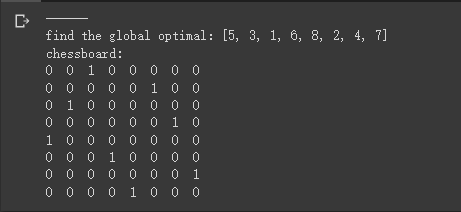 find the global optimal: [5, 3, 1, 6, 8, 2, 4, 7]
chessboard:
0 0 1 0 0 0 0 0
0 0 0 0 0 1 0 0
0 1 0 0 0 0 0 0
0 0 0 0 0 0 1 0
1 0 0 0 0 0 0 0
0 0 0 1 0 0 0 0
0 0 0 0 0 0 0 1
0 0 0 0 1 0 0 0